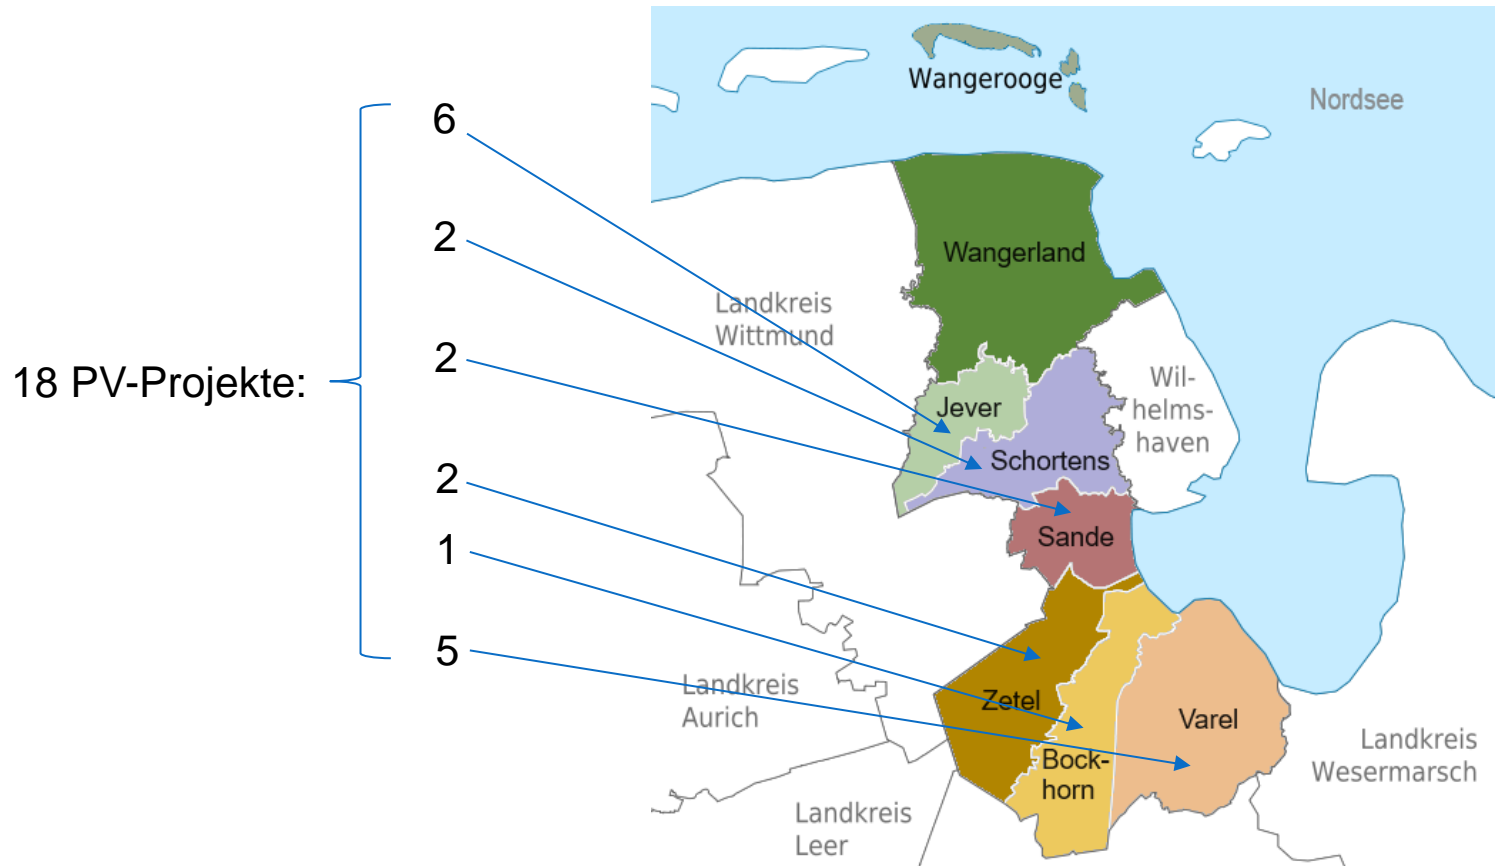 18 PV-Projekte:
6
2
2
2
1
5
Wangerooge
Nordsee
Wangerland
Landkreis
Wittmund
Jever
Wil-
helms-
haven
Schortens
Sande
Landkreis
Aurich
Zetel
Varel
Bock-
horn
Landkreis
Wesermarsch
Landkreis
Leer